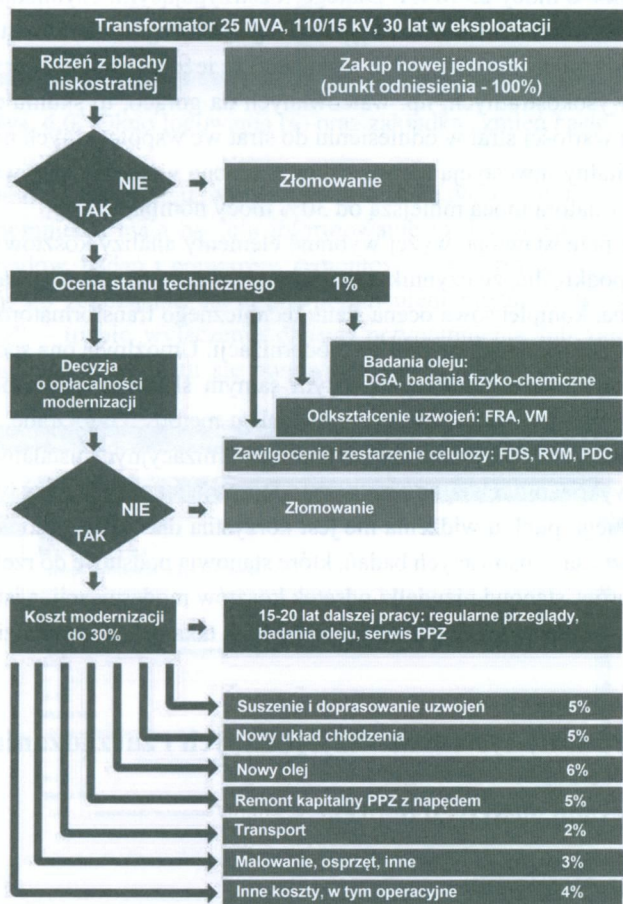 Transformator 25 MVA, 110/15 kV, 30 lat w eksploatacji
Rdzeń z blachy
niskostratnej
Zakup nowej jednostki
(punkt odniesienia - 100%)
NIE
TAK
Złomowanie
Ocena stanu technicznego 1%
Decyzja
o opłacalności
modernizacji
Badania oleju:
DGA, badania fizyko-chemiczne
Odkształcenie uzwojeń: FRA, VM
Zawilgocenie i zestarzenie celulozy: FDS, RVM, PDC
NIE
TAK
Złomowanie
Koszt modernizacji
do 30%
15-20 lat dalszej pracy: regularne przeglądy,
badania oleju, serwis PPZ
Suszenie i doprasowanie uzwojeń 5%
Nowy układ chłodzenia 5%
Nowy olej 6%
Remont kapitalny PPZ z napędem 5%
Transport 2%
Malowanie, osprzęt, inne 3%
Inne koszty, w tym operacyjne 4%